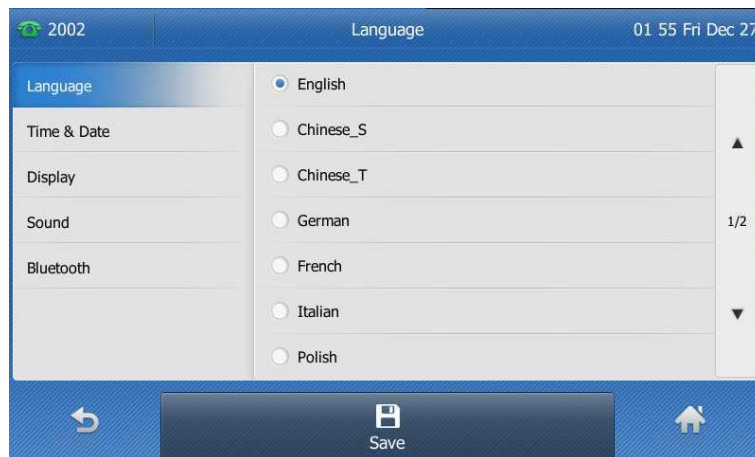 2002 Language 01 55 Fri Dec 27
Language
Time & Date
Display
Sound
Bluetooth
English
Chinese_S
Chinese_T
German
French
Italian
Polish
1/2
Save